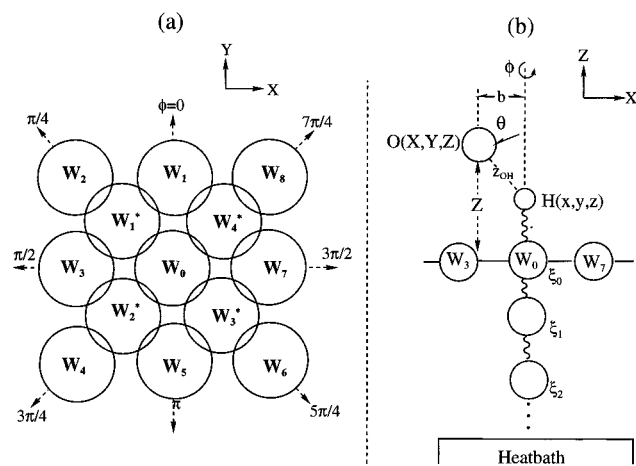 (a)
Y
X
π/4
ϕ=0
7π/4
W₂
W₁
W₈
W₁*
W₄*
π/2
W₃
W₀
W₇
3π/2
W₂*
W₃*
W₄
W₅
W₆
3π/4
π
5π/4
(b)
ϕ
Z
X
b
θ
O(X,Y,Z)
z_OH
H(x,y,z)
Z
W₃
W₀
W₇
ξ₀
ξ₁
ξ₂
Heatbath